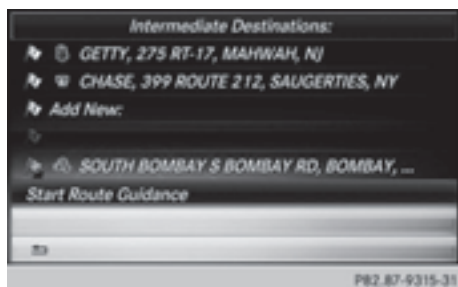 Intermediate Destinations:
GETTY, 275 RT-17, MAHWAH, NJ
CHASE, 399 ROUTE 212, SAUGERTIES, NY
Add New:
SOUTH BOMBAY S BOMBAY RD, BOMBAY, ...
Start Route Guidance
P82.87-9315-31